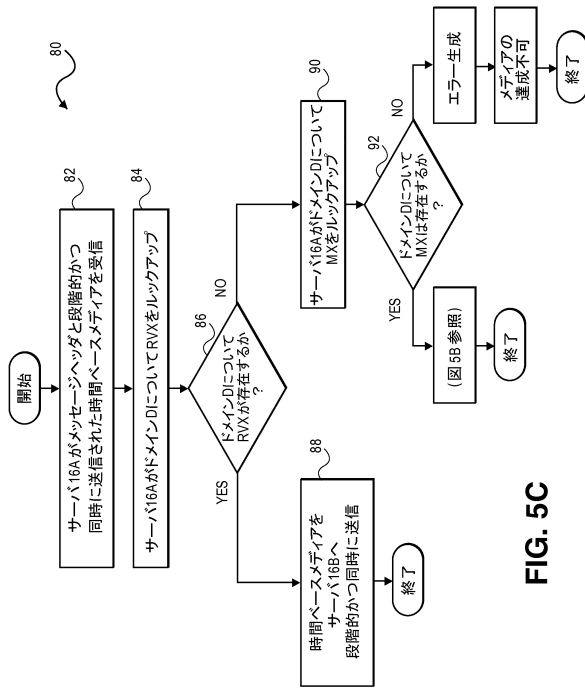 80
開始
82
サーバ16Aがメッセージヘッダと段階的かつ
同時に送信された時間ベースメディアを受信
84
サーバ16AがドメインDIについてRVXをルックアップ
86
ドメインDIについて
RVXが存在するか
?
YES
NO
88
時間ベースメディアを
サーバ16Bへ
段階的かつ同時に送信
終了
90
サーバ16AがドメインDIについて
MXをルックアップ
92
ドメインDIについて
MXは存在するか
?
YES
NO
(図 5B 参照)
終了
エラー生成
メディアの
達成不可
終了
FIG. 5C